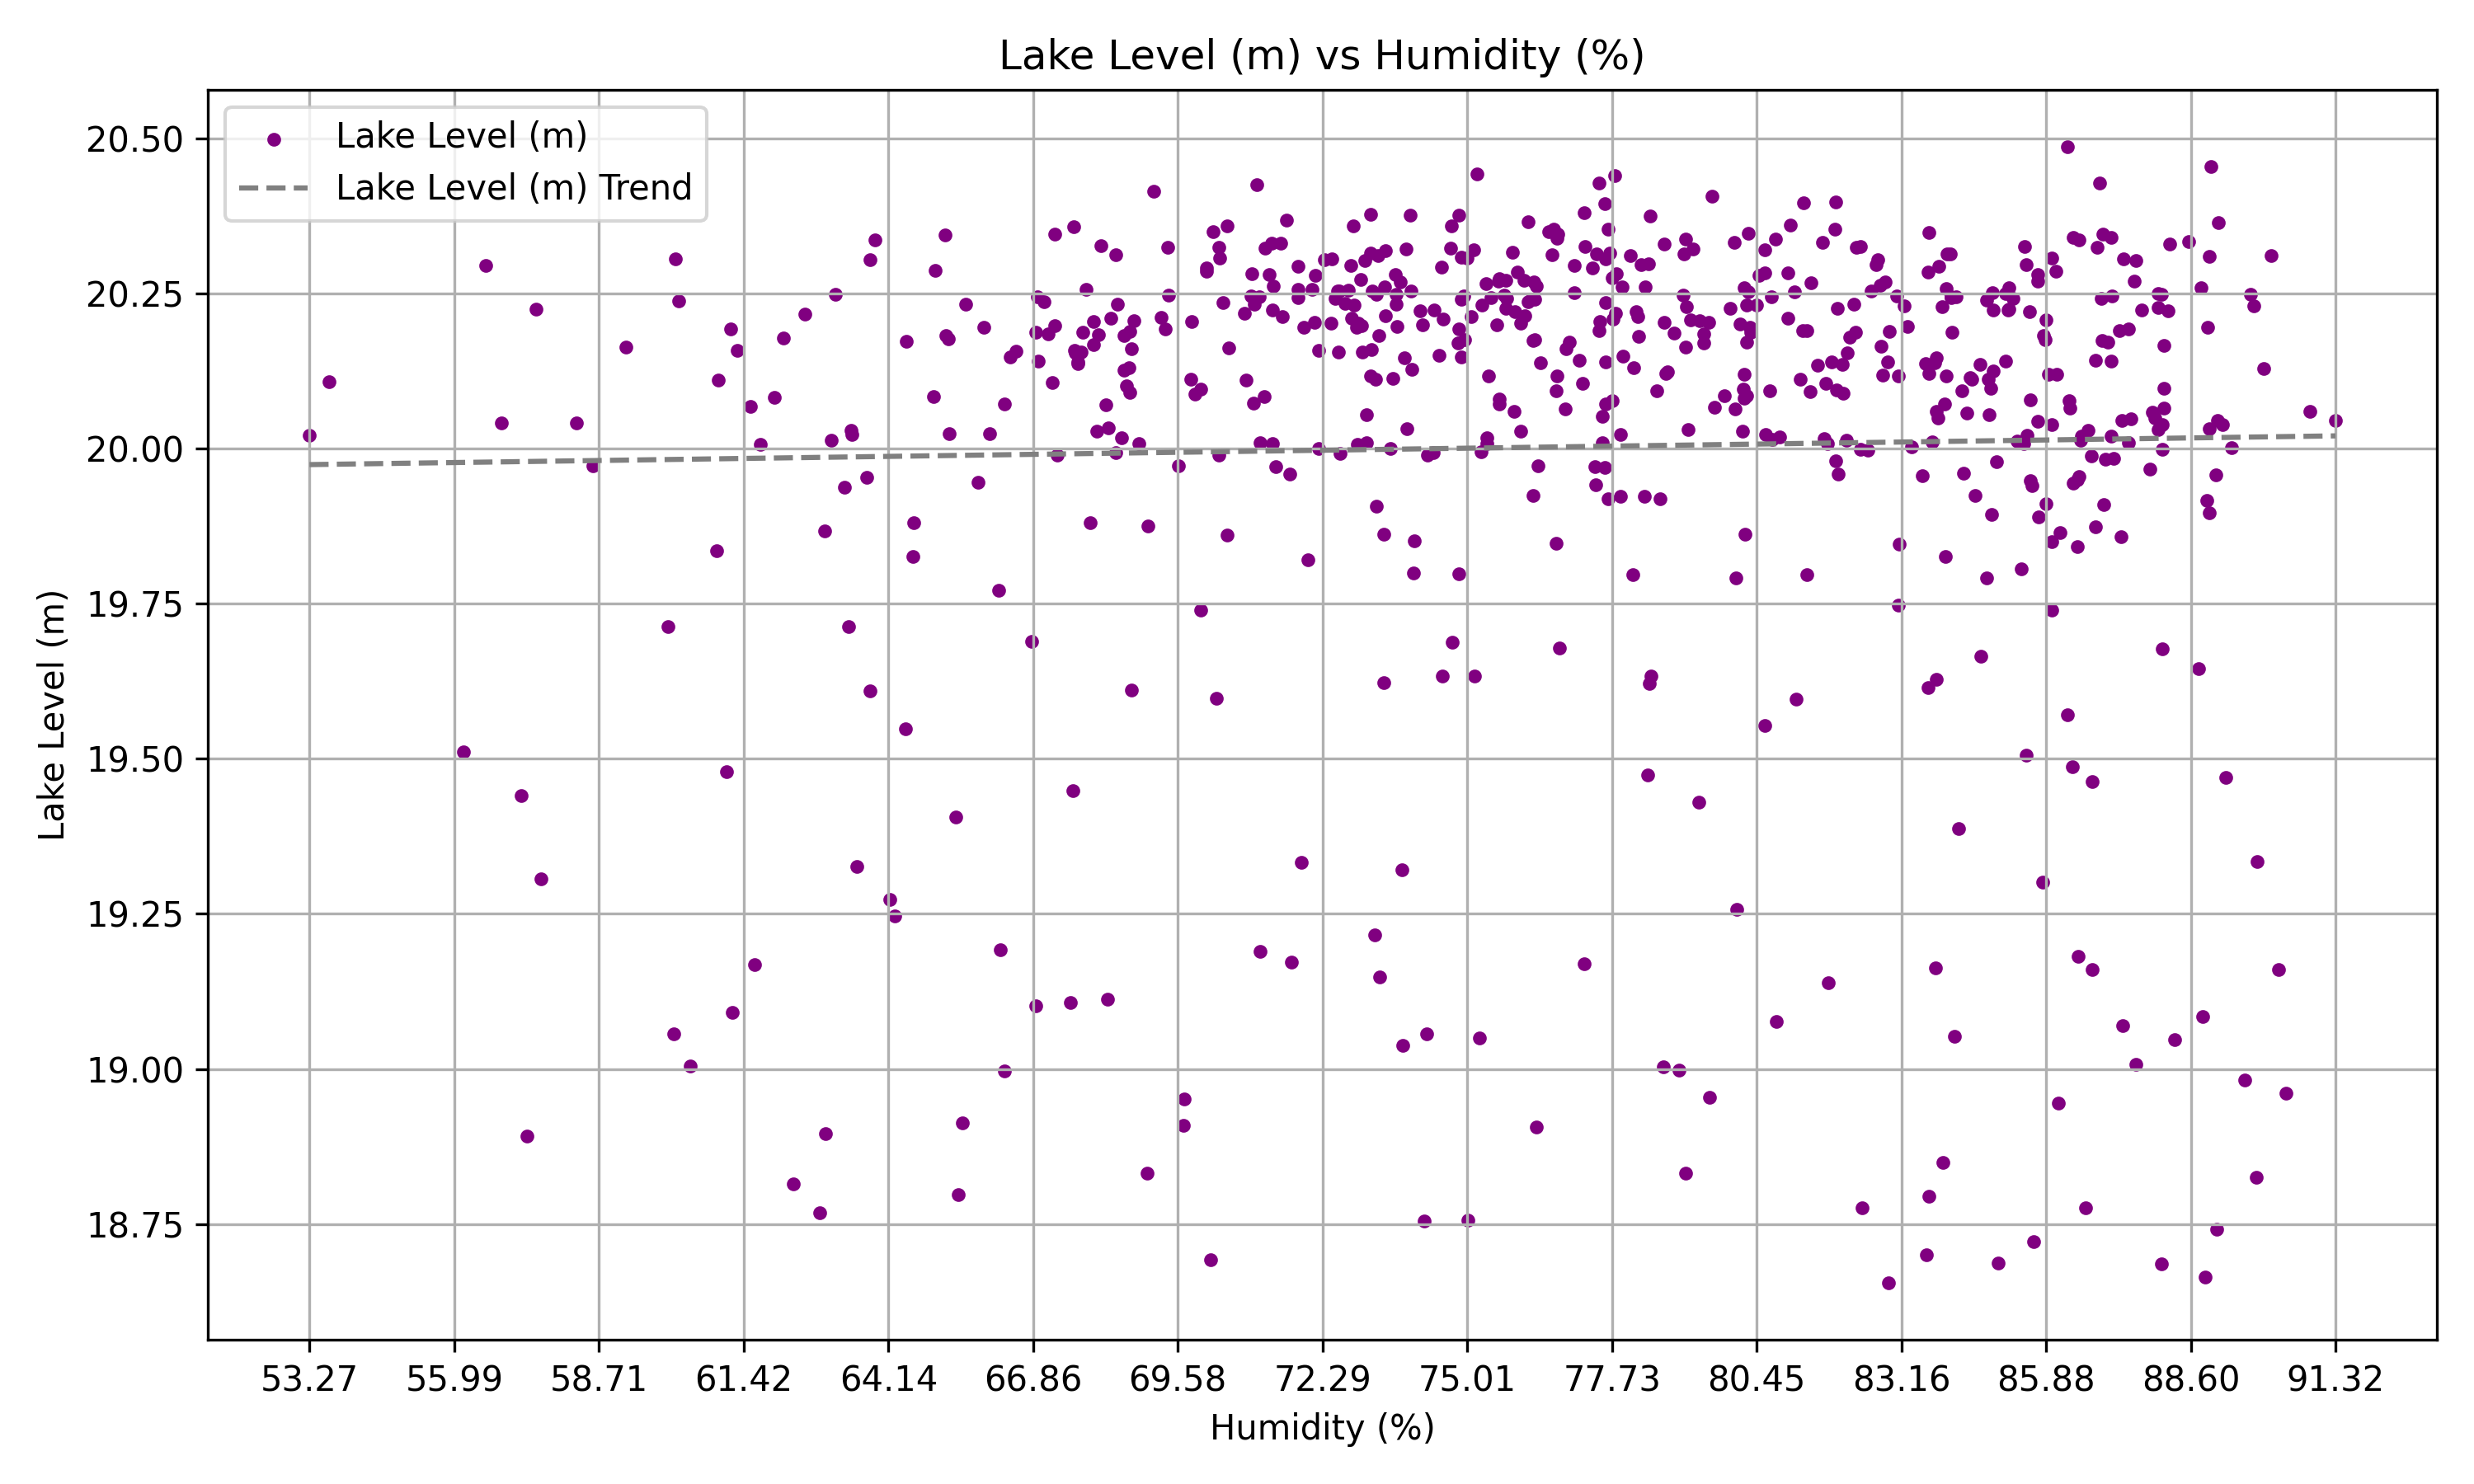 Lake Level (m) vs Humidity (%)
Lake Level (m)
Lake Level (m) Trend
20.50
20.25
20.00
19.75
19.50
19.25
19.00
18.75
Lake Level (m)
53.27 55.99 58.71 61.42 64.14 66.86 69.58 72.29 75.01 77.73 80.45 83.16 85.88 88.60 91.32
Humidity (%)